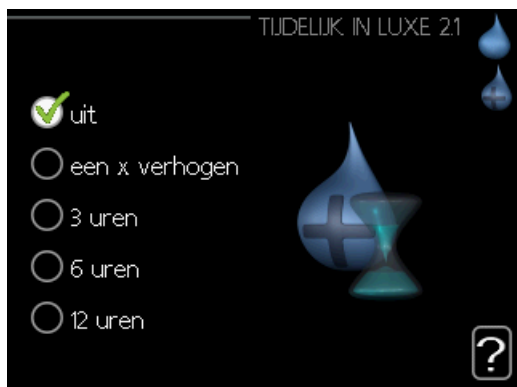 TIJDELIJK IN LUXE 2.1
uit
een x verhogen
3 uren
6 uren
12 uren
?